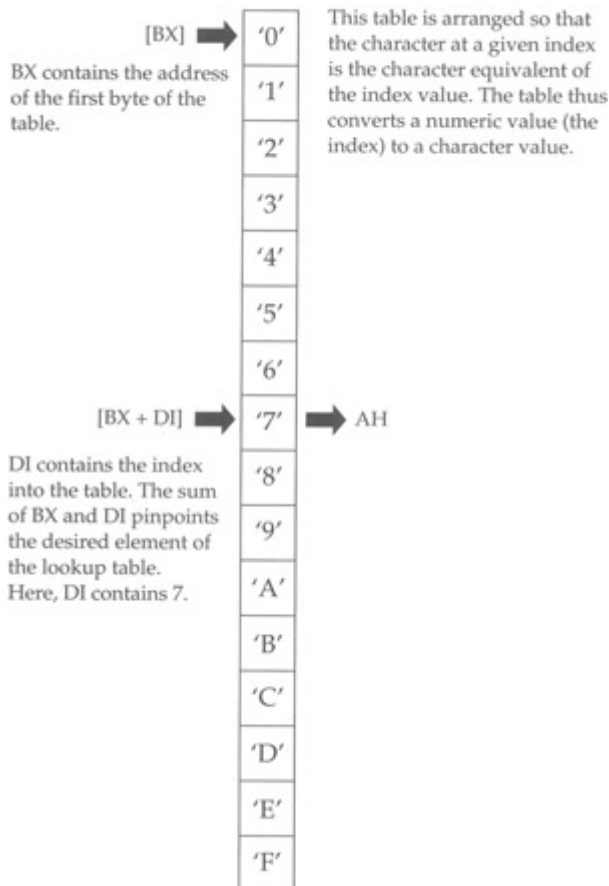 [BX]
BX contains the address
of the first byte of the
table.
This table is arranged so that
the character at a given index
is the character equivalent of
the index value. The table thus
converts a numeric value (the
index) to a character value.
‘0’
‘1’
‘2’
‘3’
‘4’
‘5’
‘6’
[BX + DI]
‘7’
AH
DI contains the index
into the table. The sum
of BX and DI pinpoints
the desired element of
the lookup table.
Here, DI contains 7.
‘8’
‘9’
‘A’
‘B’
‘C’
‘D’
‘E’
‘F’